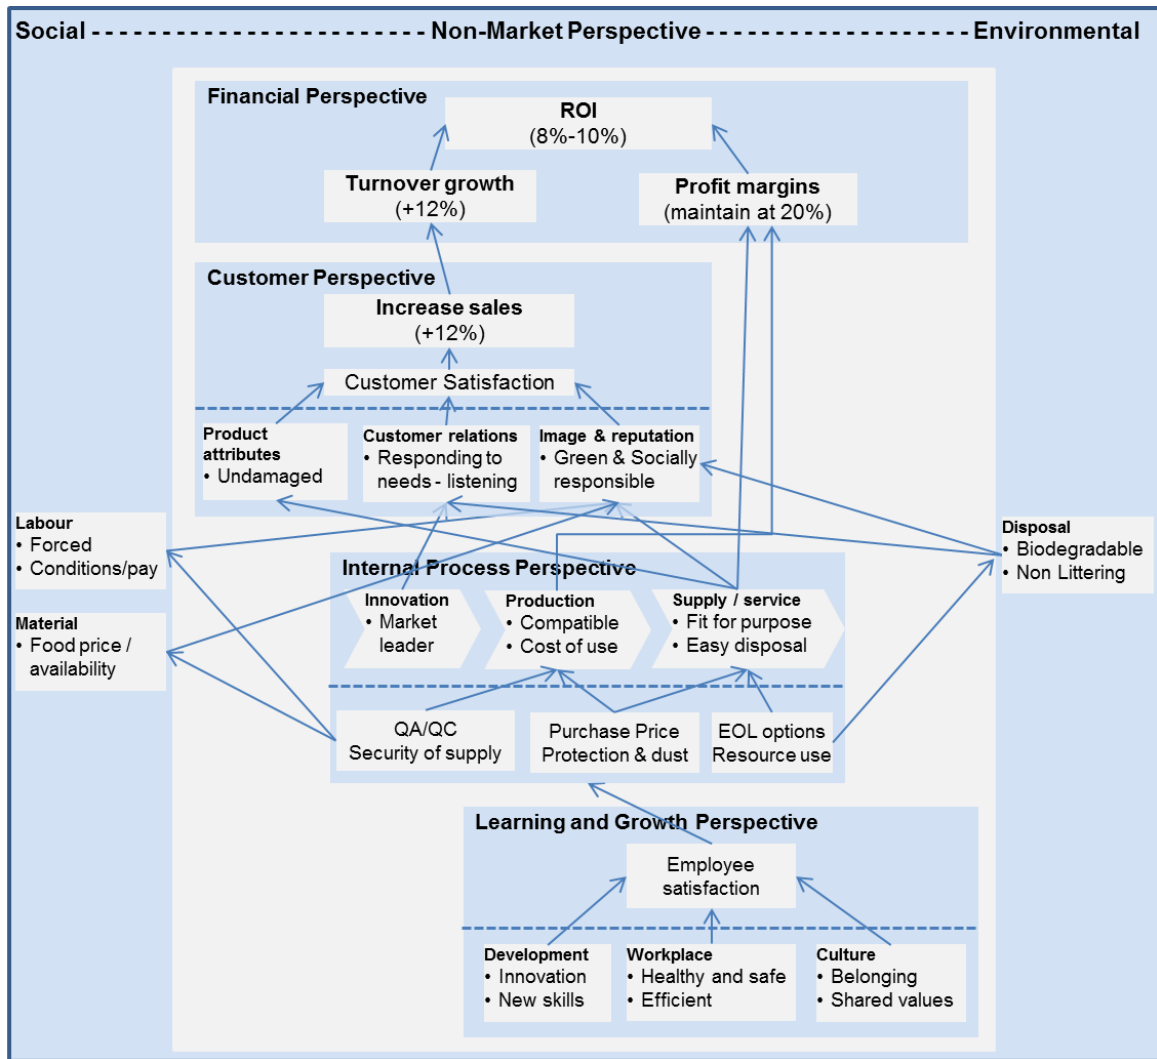 Social - - - - - - - - - - - - - - - - - - - - - - Non-Market Perspective - - - - - - - - - - - - - - - - - Environmental
Financial Perspective
ROI
(8%-10%)
Turnover growth
(+12%)
Profit margins
(maintain at 20%)
Customer Perspective
Increase sales
(+12%)
Customer Satisfaction
Product
attributes
• Undamaged
Customer relations
• Responding to
needs - listening
Image & reputation
• Green & Socially
responsible
Labour
• Forced
• Conditions/pay
Material
• Food price /
availability
Disposal
• Biodegradable
• Non Littering
Internal Process Perspective
Innovation
• Market
leader
Production
• Compatible
• Cost of use
Supply / service
• Fit for purpose
• Easy disposal
QA/QC
Security of supply
Purchase Price
Protection & dust
EOL options
Resource use
Learning and Growth Perspective
Employee
satisfaction
Development
• Innovation
• New skills
Workplace
• Healthy and safe
• Efficient
Culture
• Belonging
• Shared values